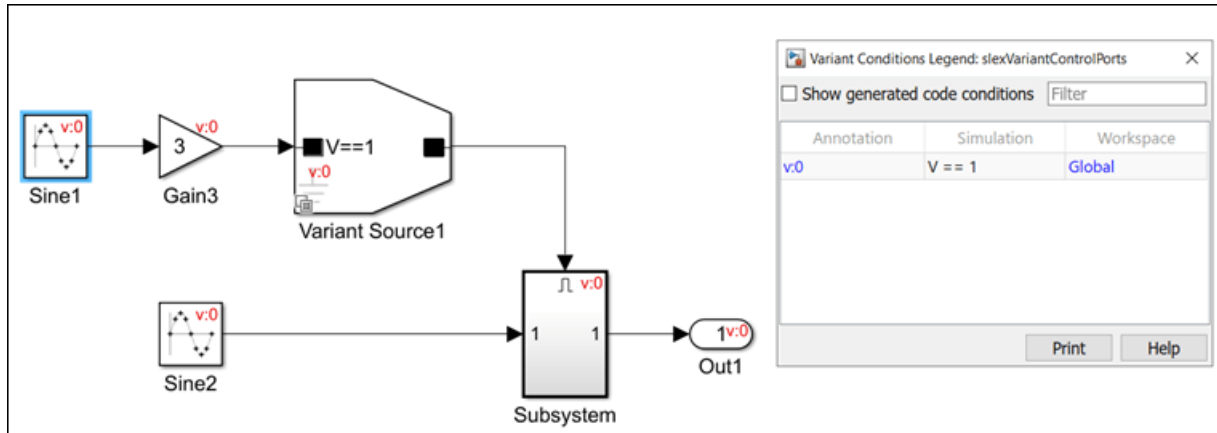 v:0
Sine1
3
v:0
Gain3
V==1
v:0
Variant Source1
v:0
Sine2
v:0
1 1
Subsystem
1
v:0
Out1
Variant Conditions Legend: slexVariantControlPorts
Show generated code conditions Filter
Annotation Simulation Workspace
v:0 V == 1 Global
Print Help